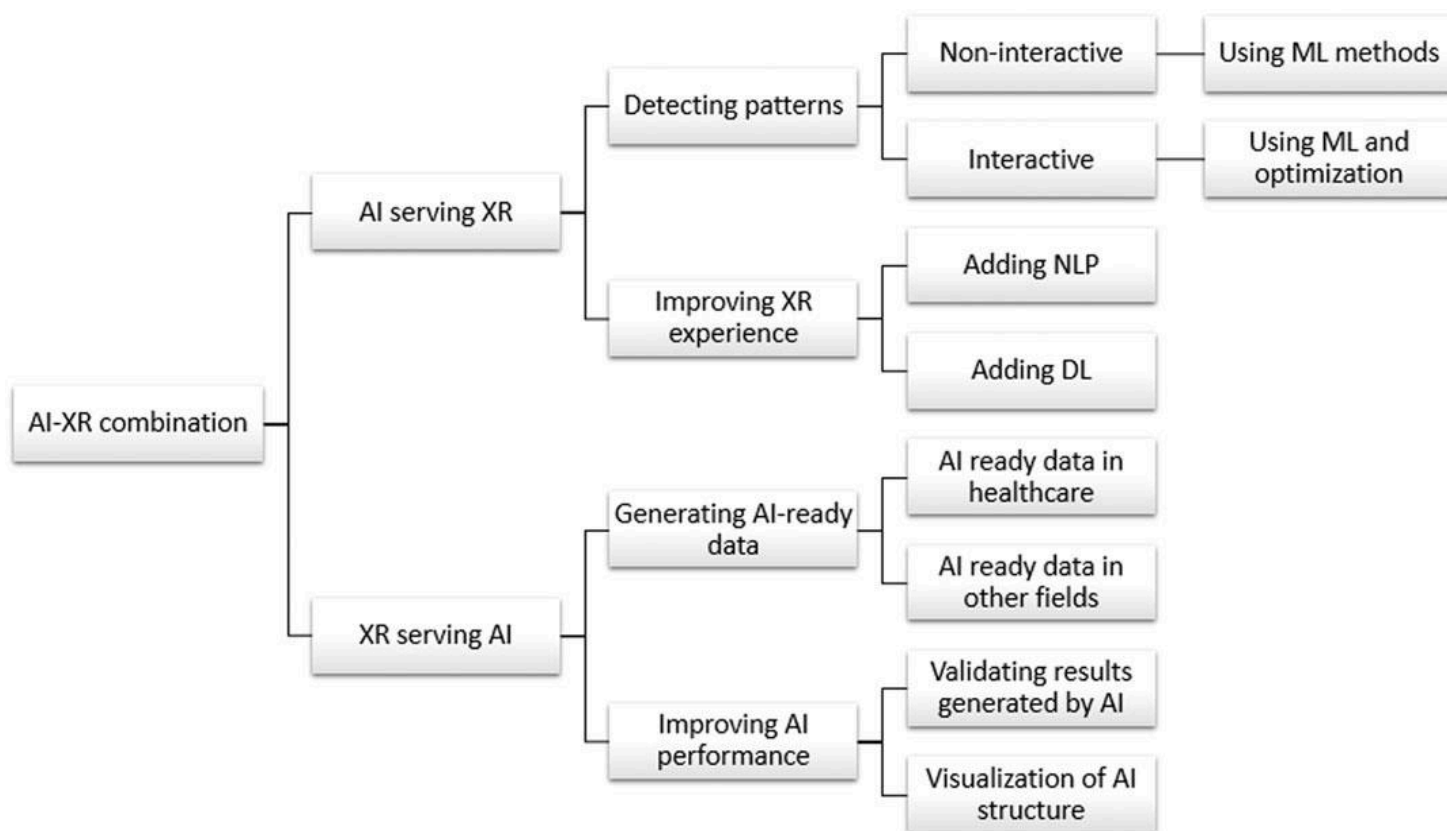 Non-interactive
Using ML methods
Detecting patterns
Interactive
Using ML and
optimization
AI serving XR
Adding NLP
Improving XR
experience
Adding DL
AI-XR combination
AI ready data in
healthcare
Generating AI-ready
data
AI ready data in
other fields
XR serving AI
Validating results
generated by AI
Improving AI
performance
Visualization of AI
structure